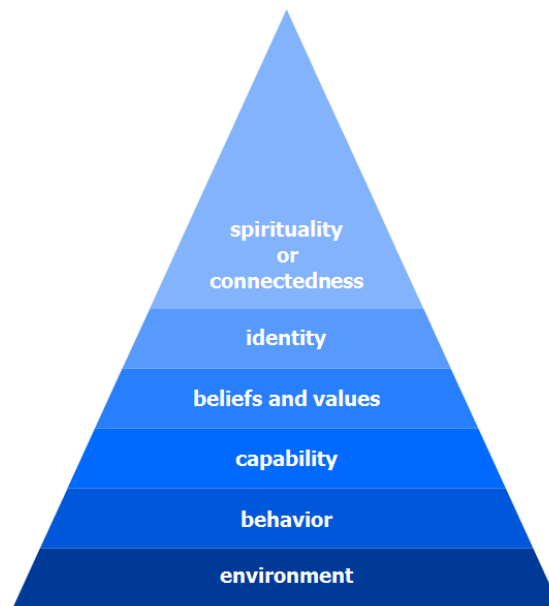 spirituality
or
connectedness
identity
beliefs and values
capability
behavior
environment